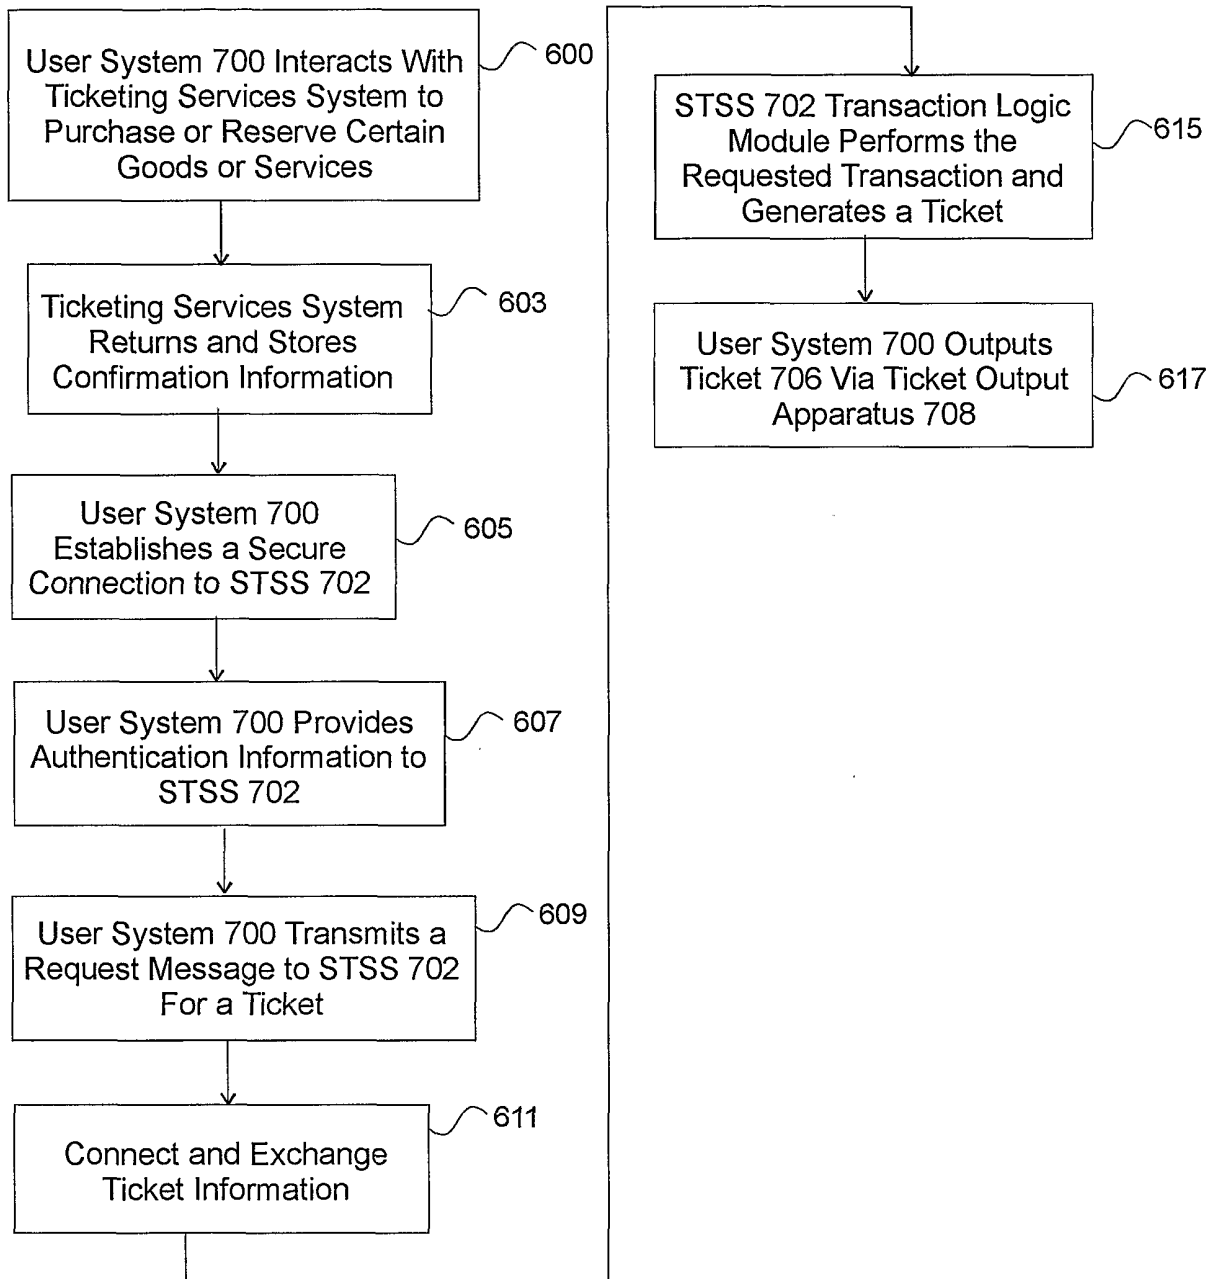 User System 700 Interacts With
Ticketing Services System to
Purchase or Reserve Certain
Goods or Services
600
Ticketing Services System
Returns and Stores
Confirmation Information
603
User System 700
Establishes a Secure
Connection to STSS 702
605
User System 700 Provides
Authentication Information to
STSS 702
607
User System 700 Transmits a
Request Message to STSS 702
For a Ticket
609
Connect and Exchange
Ticket Information
611
STSS 702 Transaction Logic
Module Performs the
Requested Transaction and
Generates a Ticket
615
User System 700 Outputs
Ticket 706 Via Ticket Output
Apparatus 708
617